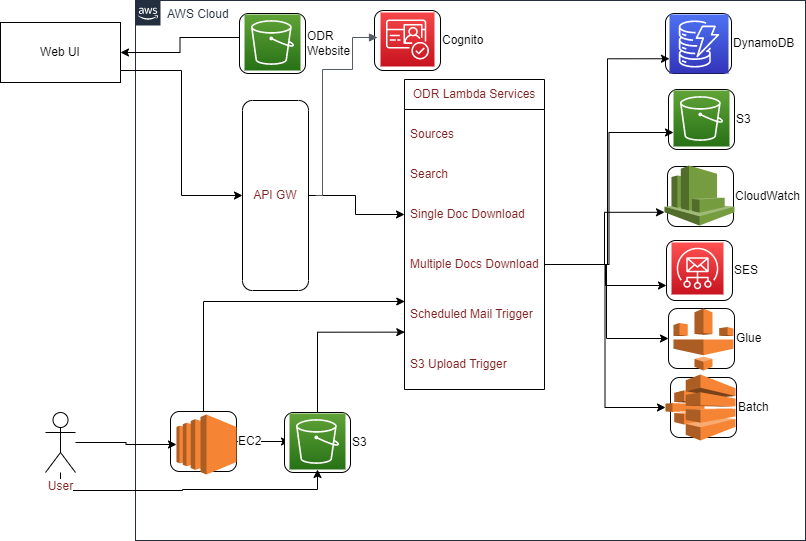 aws
AWS Cloud
Web UI
ODR
Website
Cognito
DynamoDB
ODR Lambda Services
Sources
S3
Search
API GW
CloudWatch
Single Doc Download
Multiple Docs Download
SES
Scheduled Mail Trigger
Glue
S3 Upload Trigger
Batch
EC2
S3
User